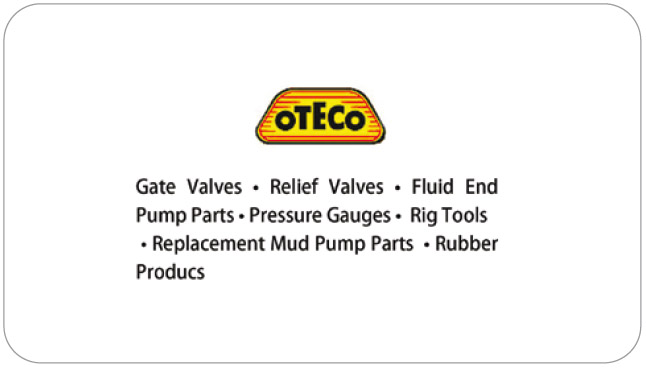 OTECO
Gate Valves • Relief Valves • Fluid End
Pump Parts • Pressure Gauges • Rig Tools
• Replacement Mud Pump Parts • Rubber
Producs